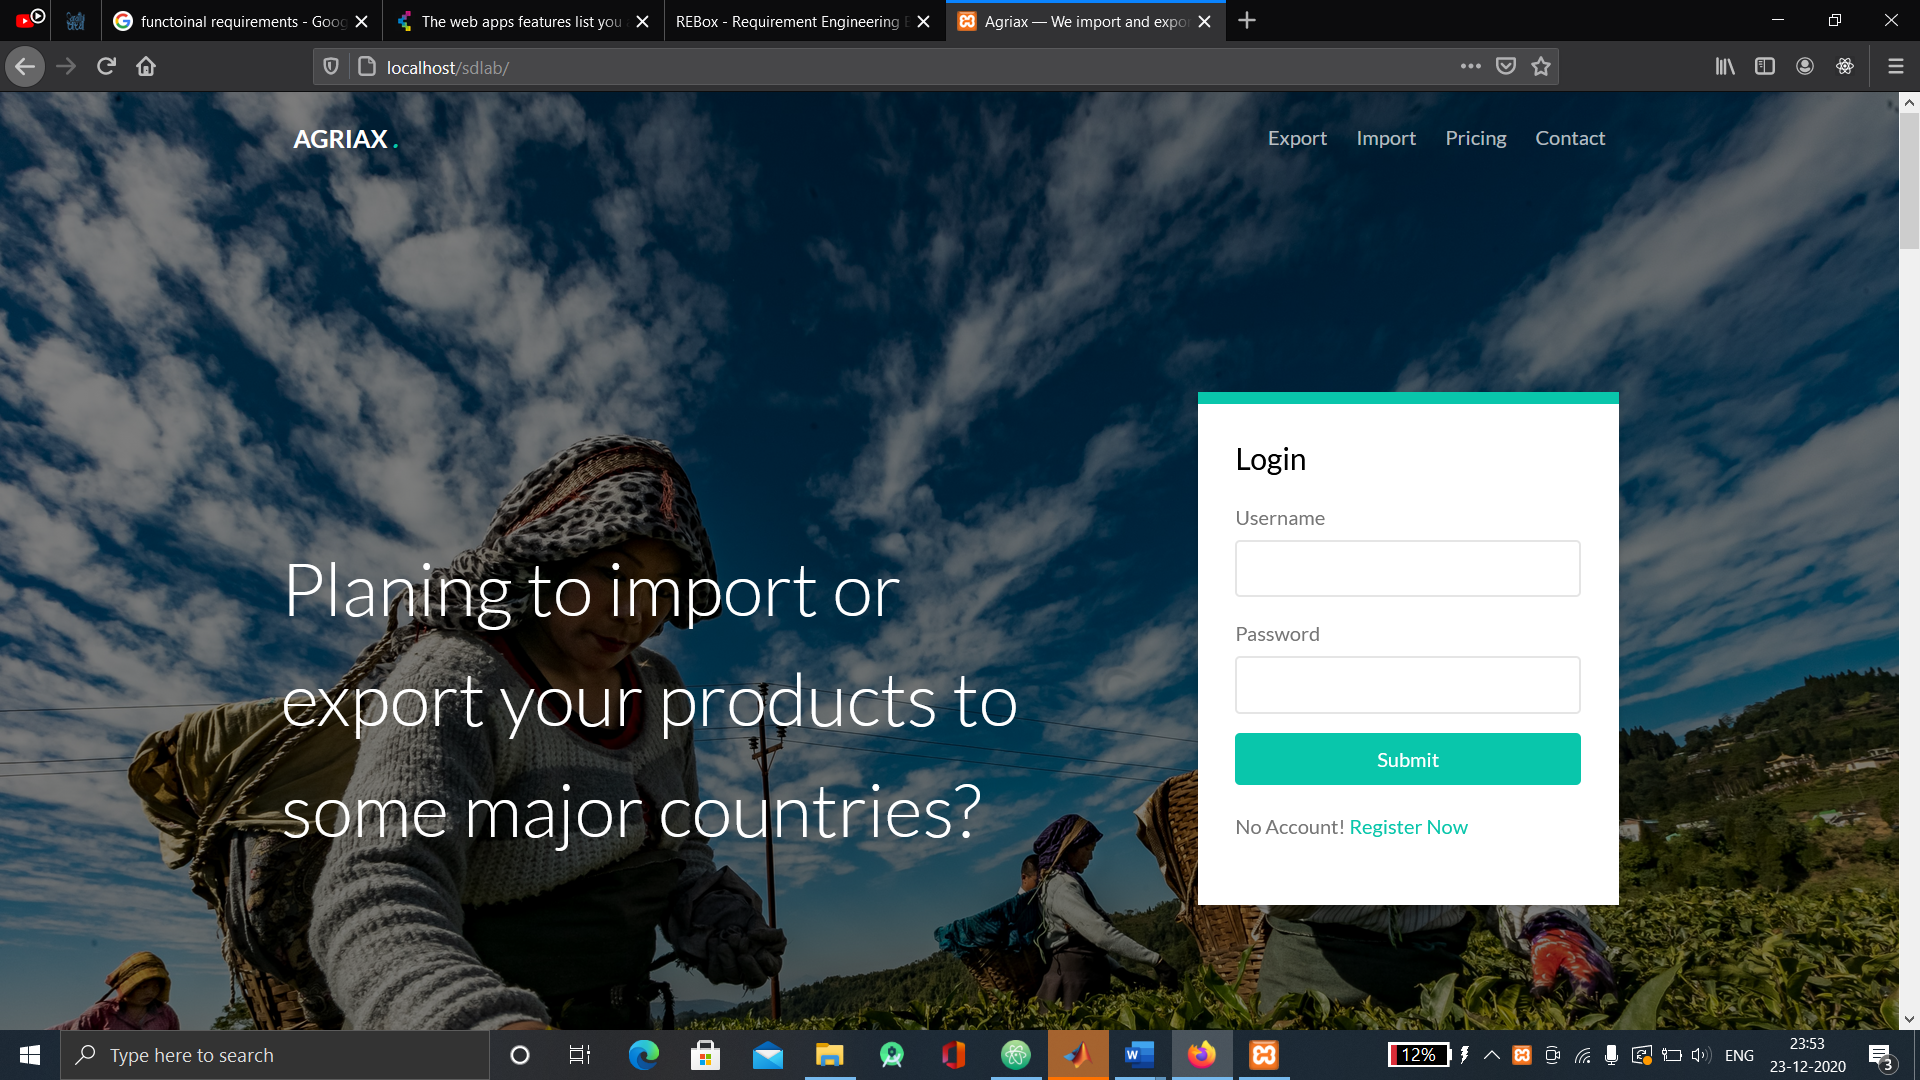 functoinal requirements - Goog
The web apps features list you
REBox - Requirement Engineering
Agriax — We import and expor
localhost/sdlab/
AGRIAX .
Export Import Pricing Contact
Login
Username
Planing to import or
export your products to
some major countries?
Password
Submit
No Account! Register Now
Type here to search
12%
ENG
23:53
23-12-2020
3